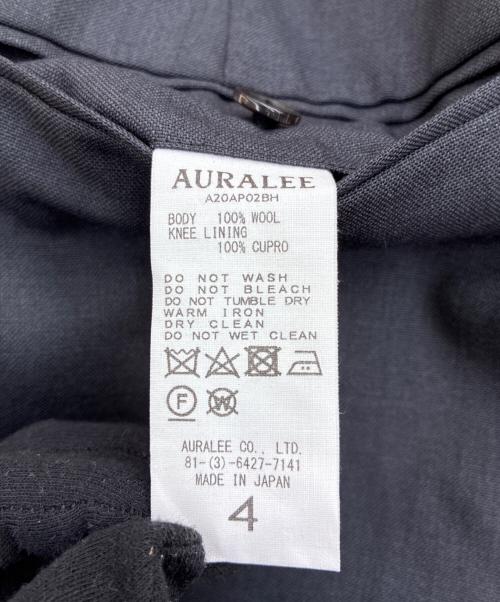 AURALEE
A20AP02BH
BODY 100% WOOL
KNEE LINING
100% CUPRO
DO NOT WASH
DO NOT BLEACH
DO NOT TUMBLE DRY
WARM IRON
DRY CLEAN
DO NOT WET CLEAN
F W
AURALEE CO., LTD.
81-(3)-6427-7141
MADE IN JAPAN
4